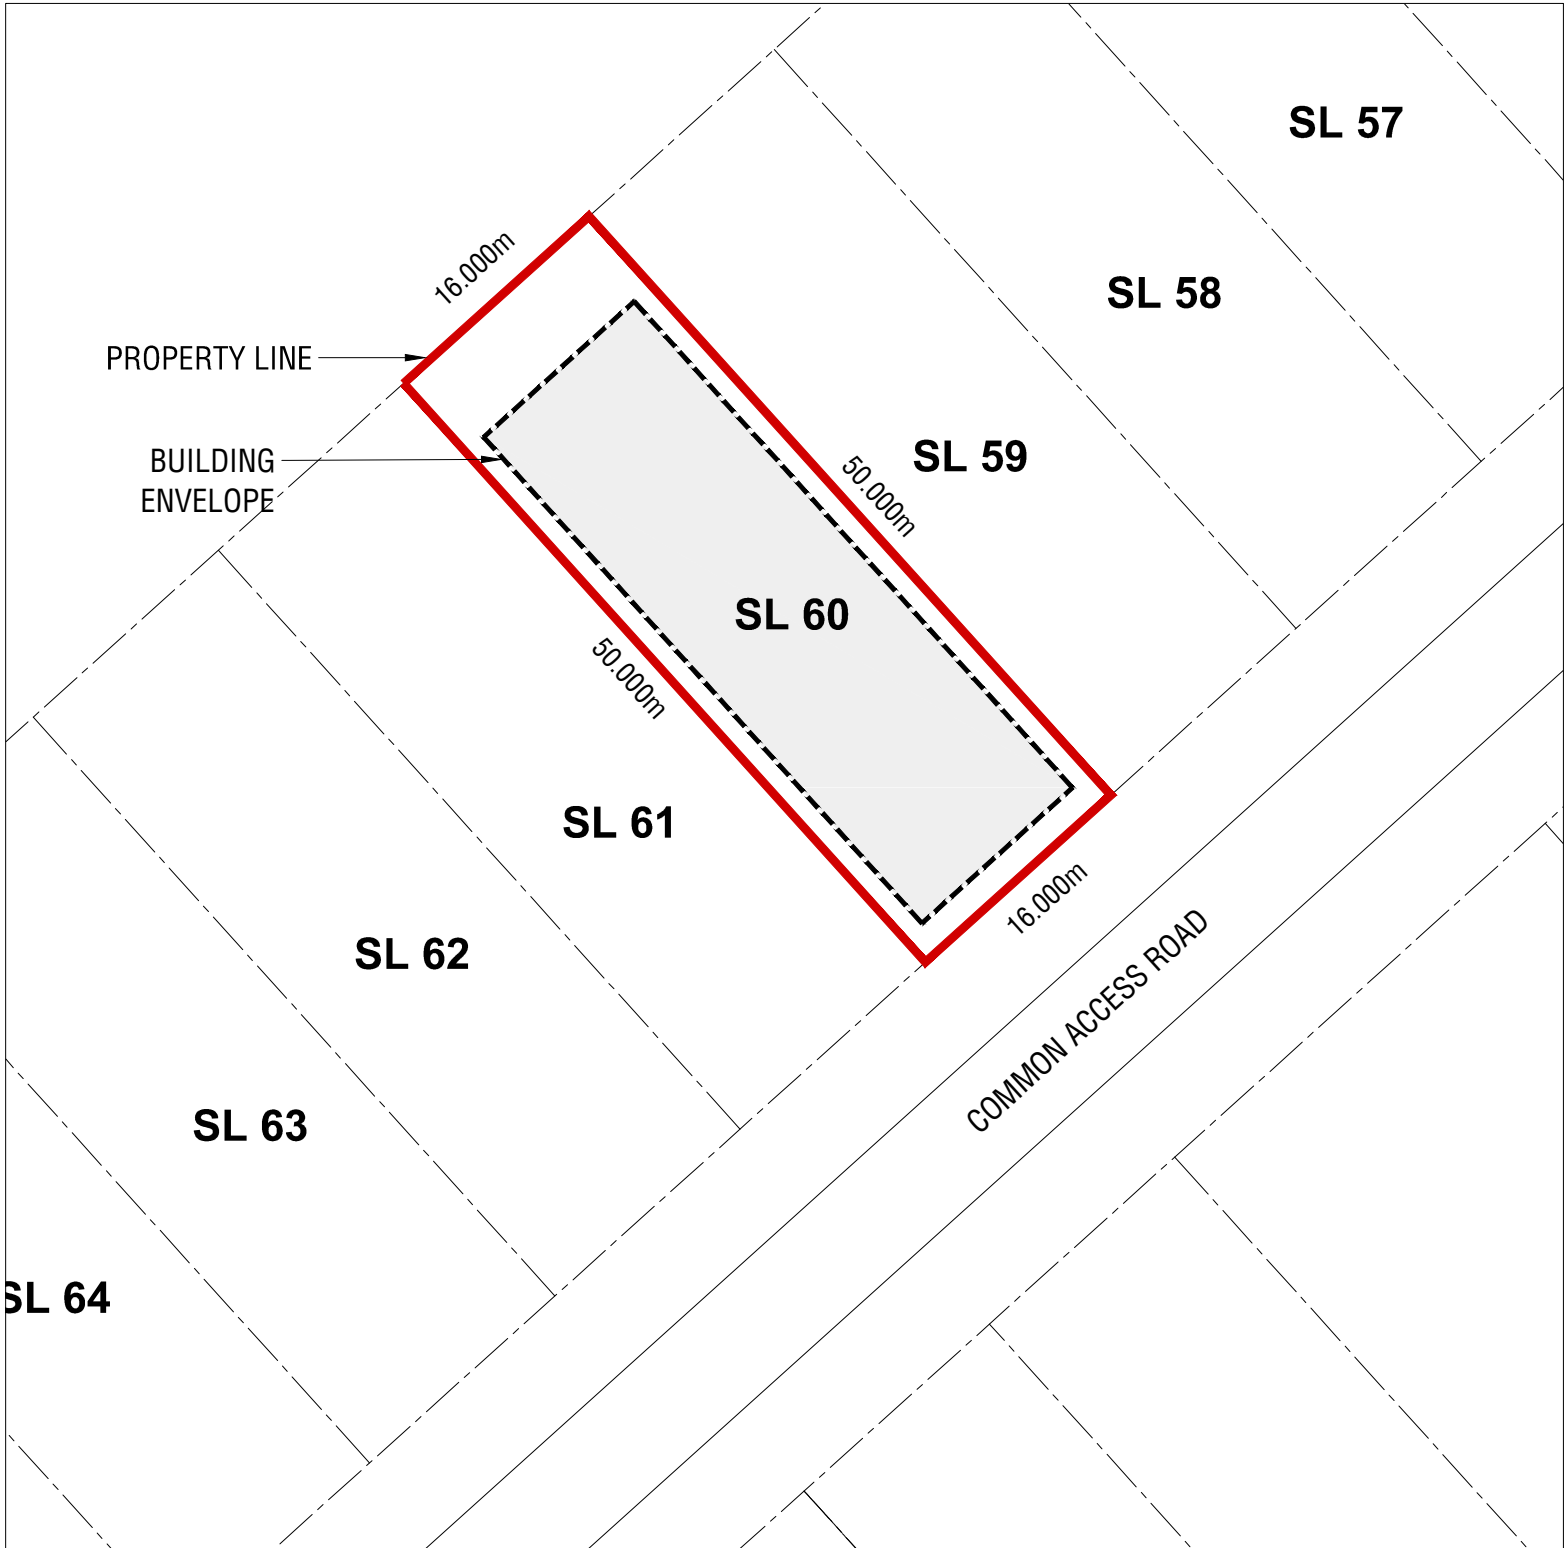 SL 57
16.000m
SL 58
PROPERTY LINE
SL 59
BUILDING
ENVELOPE
50.000m
SL 60
50.000m
SL 61
16.000m
SL 62
COMMON ACCESS ROAD
SL 63
SL 64